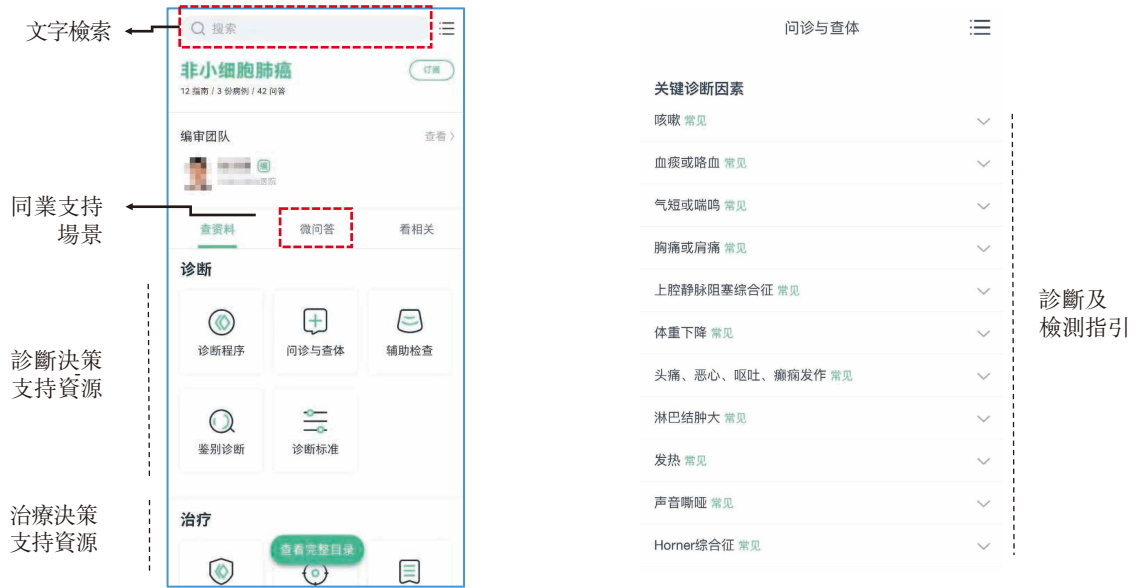 文字檢索
搜索
非小细胞肺癌
订阅
12 指南 / 3 份病例 / 42 问答
编审团队
查看
编
医院
同業支持
場景
查资料
微问答
看相关
诊断
診斷決策
支持資源
诊断程序
问诊与查体
辅助检查
鉴别诊断
诊断标准
治療決策
支持資源
治疗
查看完整目录
问诊与查体
关键诊断因素
咳嗽 常见
血痰或咯血 常见
气短或喘鸣 常见
胸痛或肩痛 常见
上腔静脉阻塞综合征 常见
体重下降 常见
头痛、恶心、呕吐、癫痫发作 常见
淋巴结肿大 常见
发热 常见
声音嘶哑 常见
Horner综合征 常见
診斷及
檢測指引